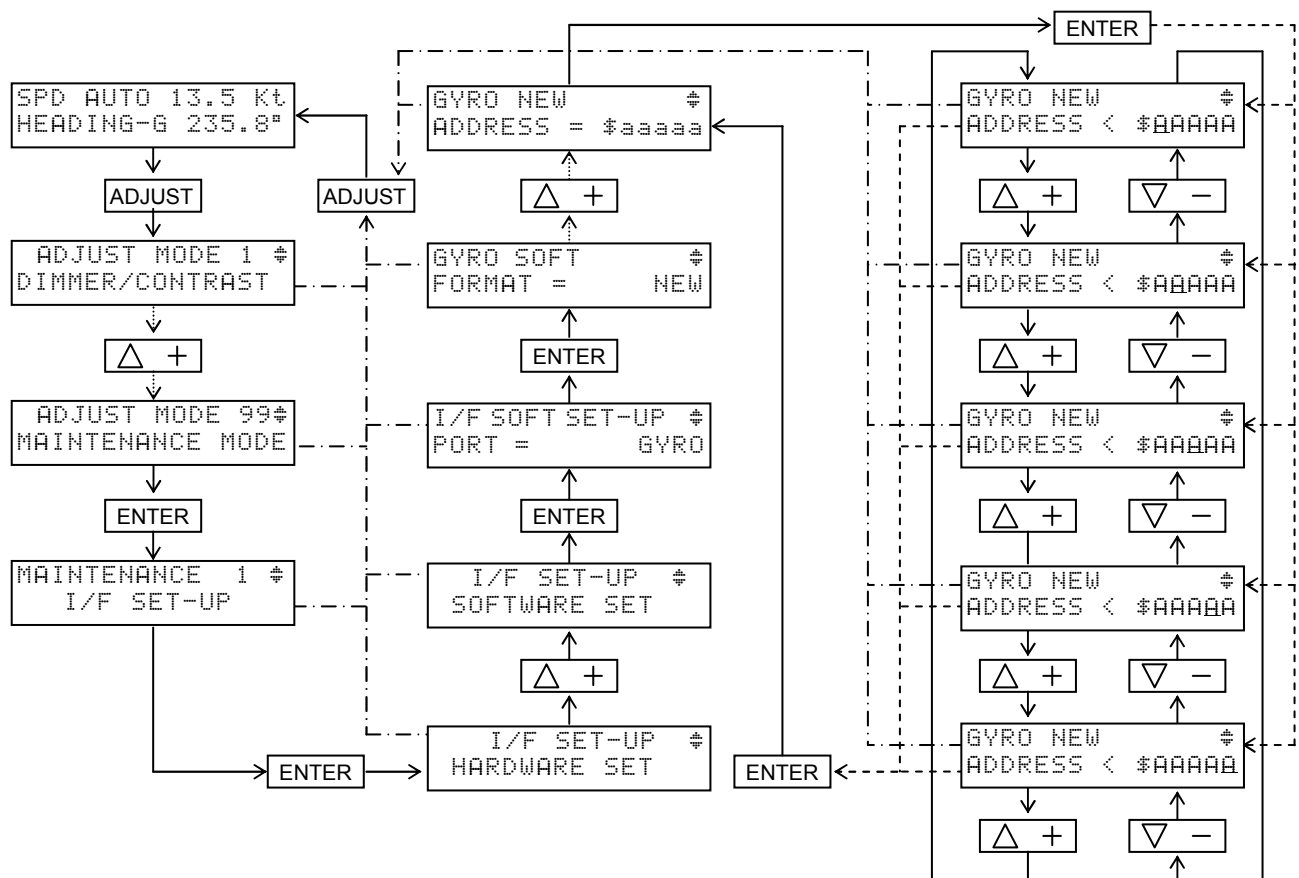 SPD AUTO 13.5 Kt
HEADING-G 235.8°
ADJUST
ADJUST MODE 1
DIMMER/CONTRAST
△ +
ADJUST MODE 99
MAINTENANCE MODE
ENTER
MAINTENANCE 1
I/F SET-UP
ENTER
ADJUST
GYRO NEW
ADDRESS = $aaaaa
△ +
GYRO SOFT
FORMAT = NEW
ENTER
I/F SOFT SET-UP
PORT = GYRO
ENTER
I/F SET-UP
SOFTWARE SET
△ +
I/F SET-UP
HARDWARE SET
ENTER
ENTER
GYRO NEW
ADDRESS < $AAAAA
△ +
▽ −
GYRO NEW
ADDRESS < $AAAAA
△ +
▽ −
GYRO NEW
ADDRESS < $AAAAA
△ +
▽ −
GYRO NEW
ADDRESS < $AAAAA
△ +
▽ −
GYRO NEW
ADDRESS < $AAAAA
△ +
▽ −